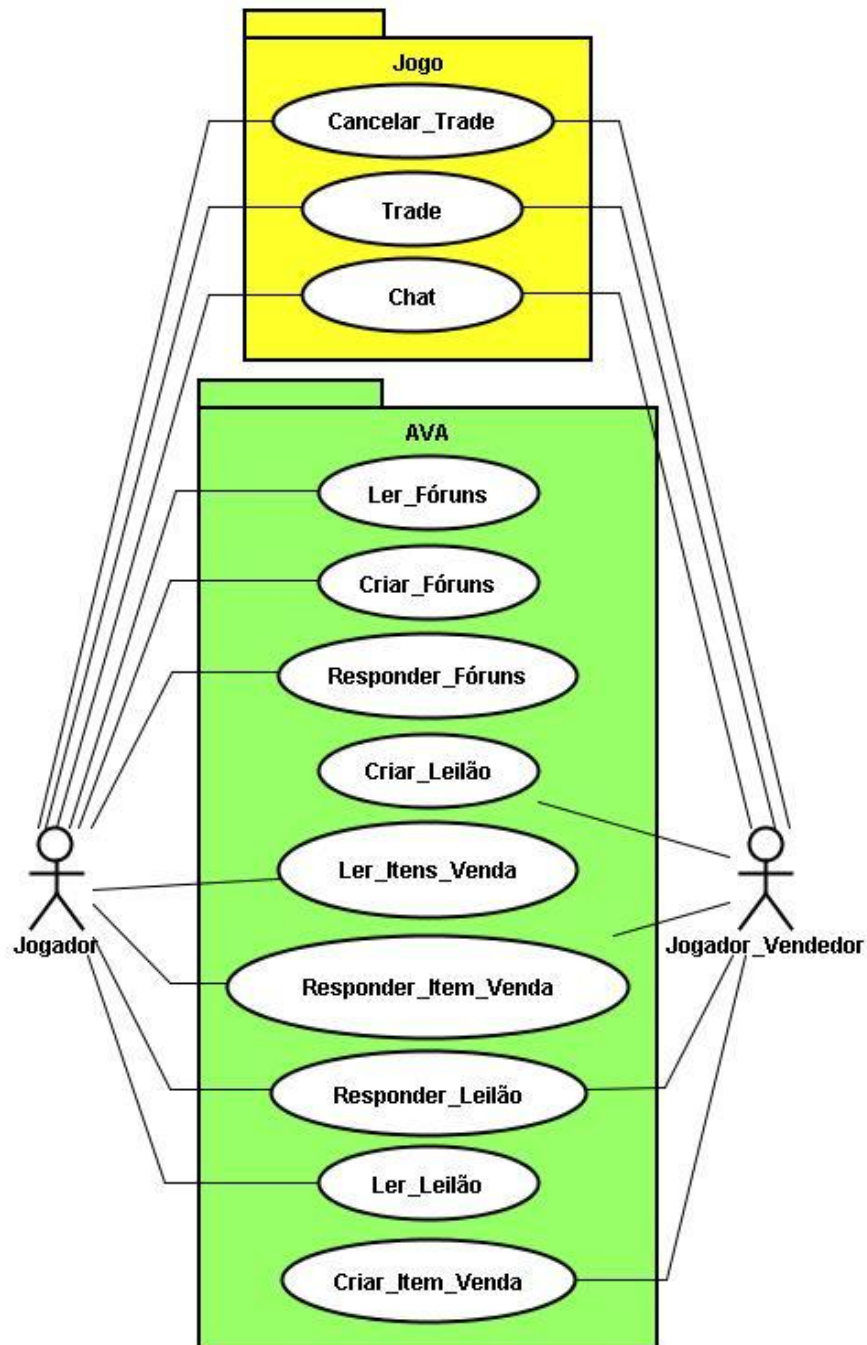 Jogo
Cancelar_Trade
Trade
Chat
AVA
Ler_Fóruns
Criar_Fóruns
Responder_Fóruns
Criar_Leilão
Ler_Itens_Venda
Jogador
Jogador_Vendedor
Responder_Item_Venda
Responder_Leilão
Ler_Leilão
Criar_Item_Venda